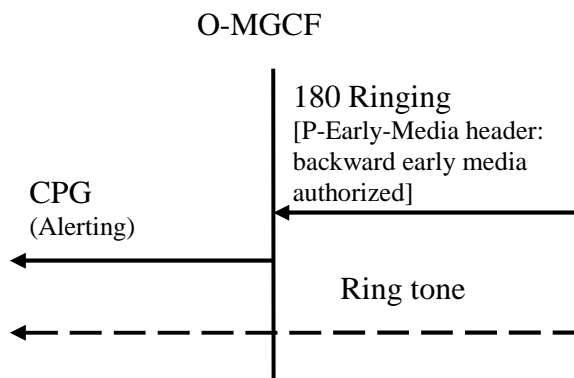 O-MGCF
180 Ringing
[P-Early-Media header:
backward early media
authorized]
CPG
(Alerting)
Ring tone